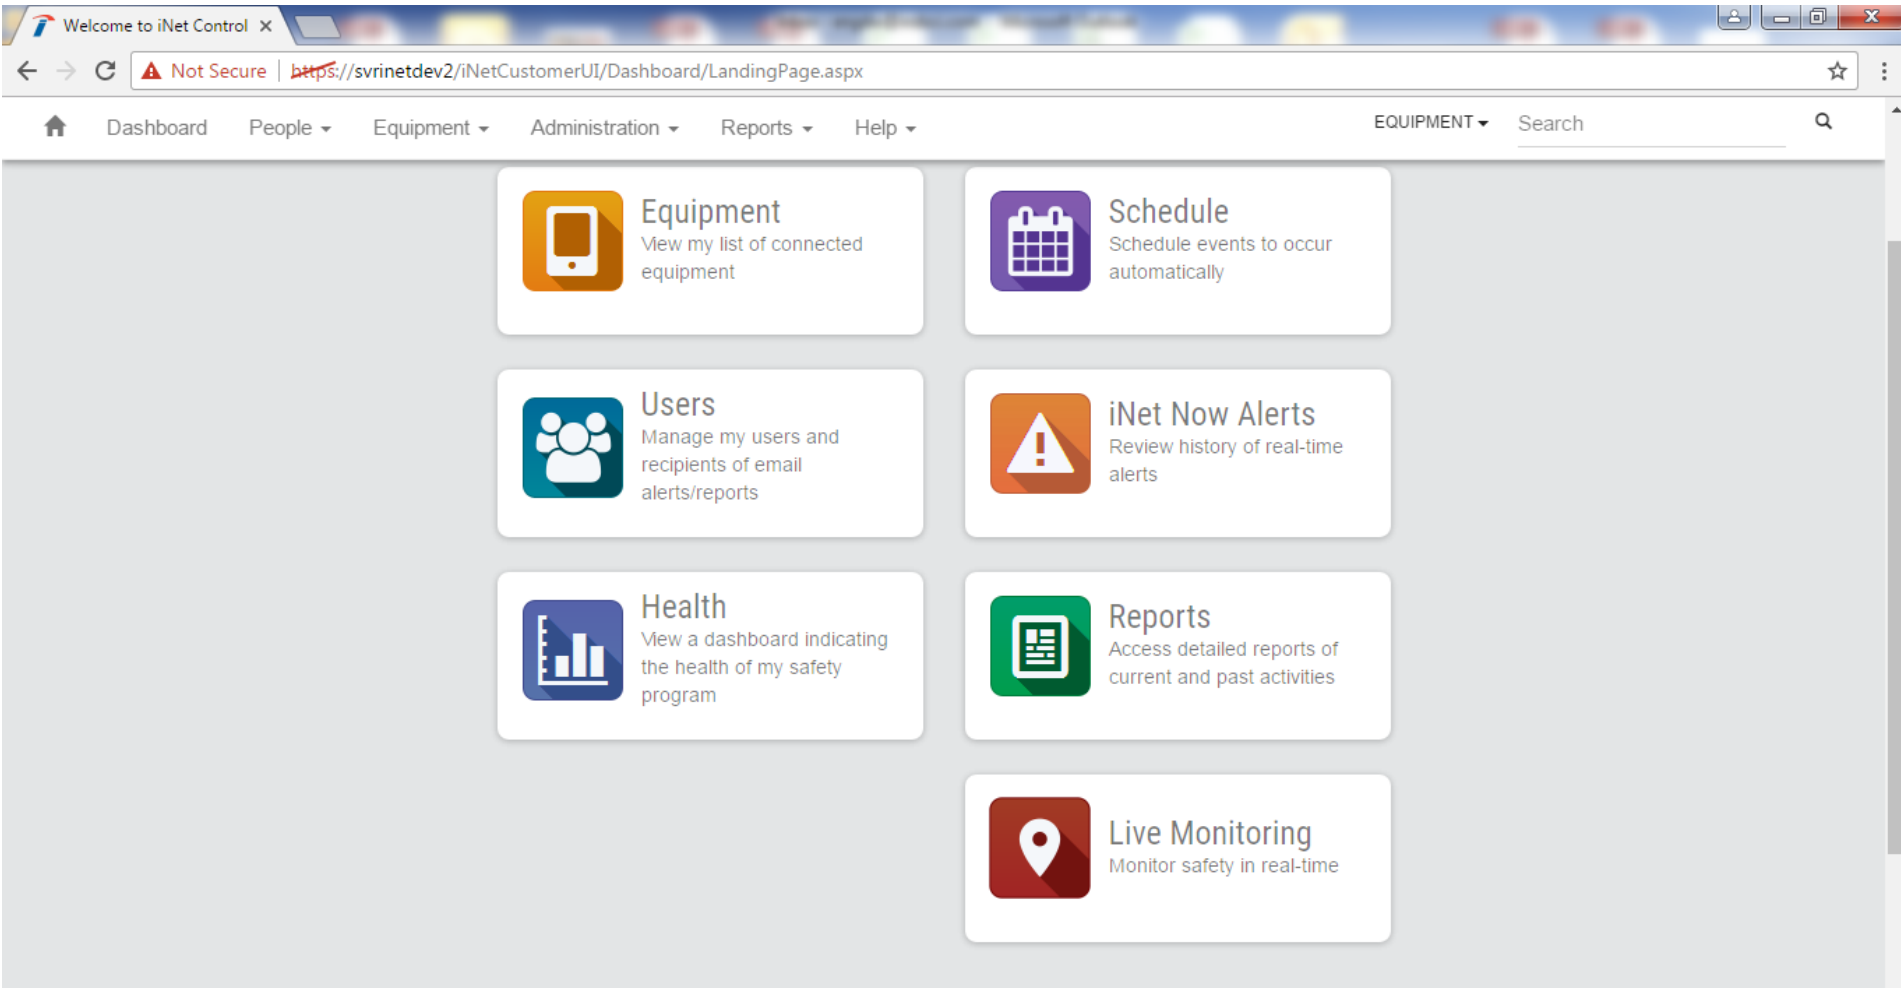 Welcome to iNet Control
Not Secure | https://svrinetdev2/iNetCustomerUI/Dashboard/LandingPage.aspx
Dashboard People Equipment Administration Reports Help EQUIPMENT Search
Equipment
View my list of connected
equipment
Schedule
Schedule events to occur
automatically
Users
Manage my users and
recipients of email
alerts/reports
iNet Now Alerts
Review history of real-time
alerts
Health
View a dashboard indicating
the health of my safety
program
Reports
Access detailed reports of
current and past activities
Live Monitoring
Monitor safety in real-time